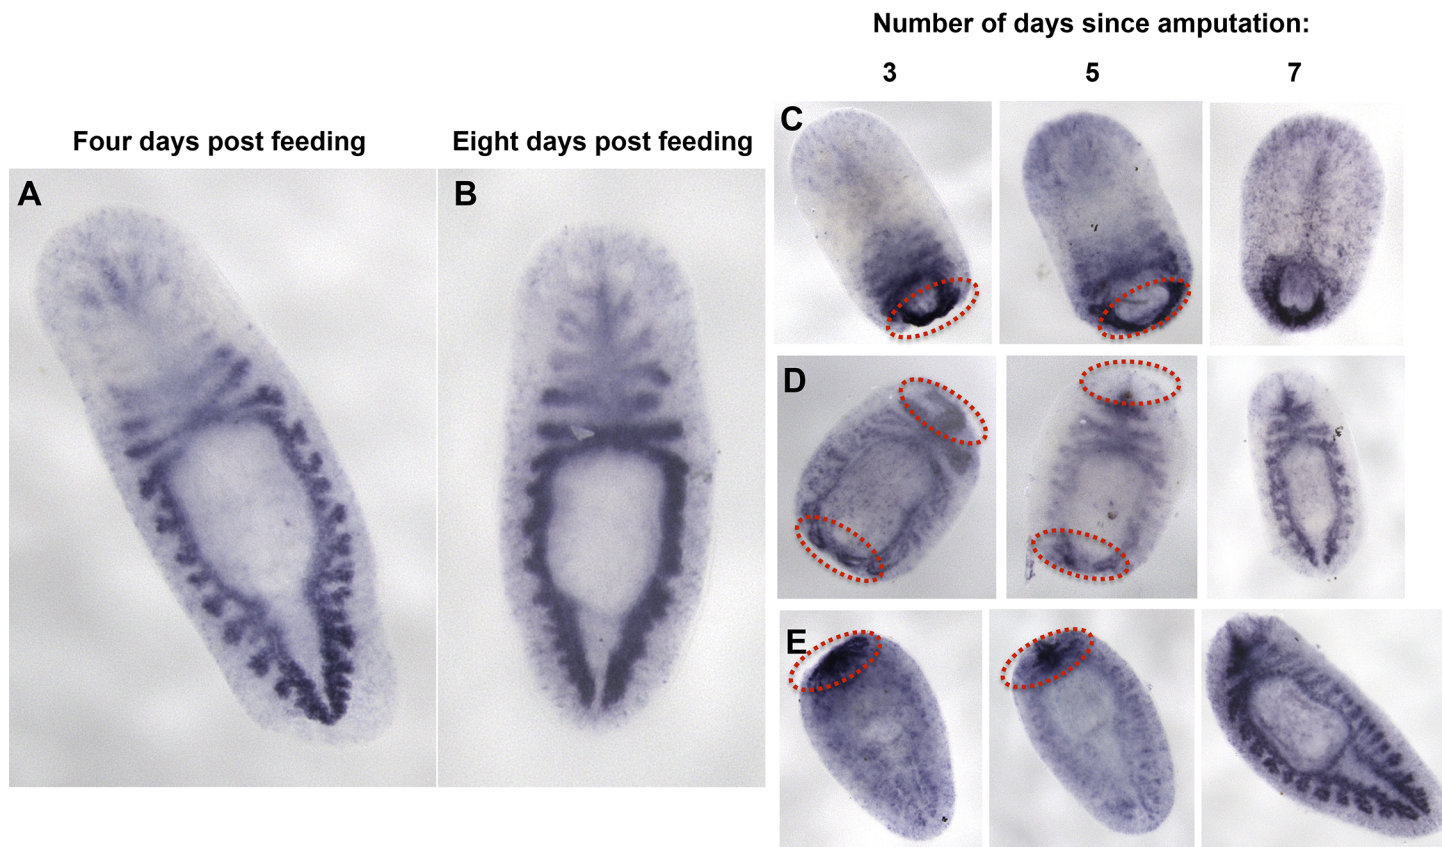 Number of days since amputation:
3 5 7
Four days post feeding
Eight days post feeding
A
B
C
D
E